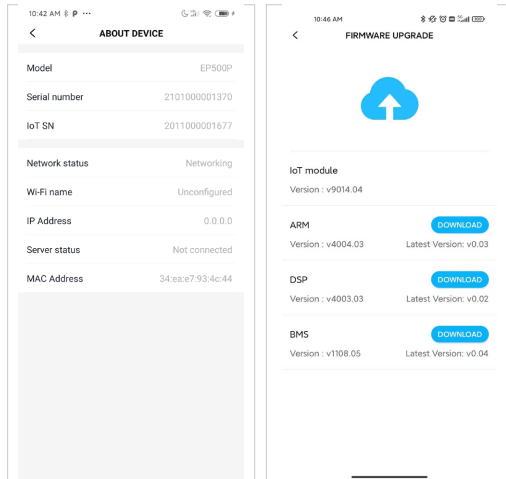 10:42 AM
ABOUT DEVICE
Model EP500P
Serial number 2101000001370
IoT SN 2011000001677
Network status Networking
Wi-Fi name Unconfigured
IP Address 0.0.0.0
Server status Not connected
MAC Address 34:ea:e7:93:4c:44
10:46 AM
FIRMWARE UPGRADE
IoT module
Version : v9014.04
ARM DOWNLOAD
Version : v4004.03 Latest Version: v0.03
DSP DOWNLOAD
Version : v4003.03 Latest Version: v0.02
BMS DOWNLOAD
Version : v1108.05 Latest Version: v0.04